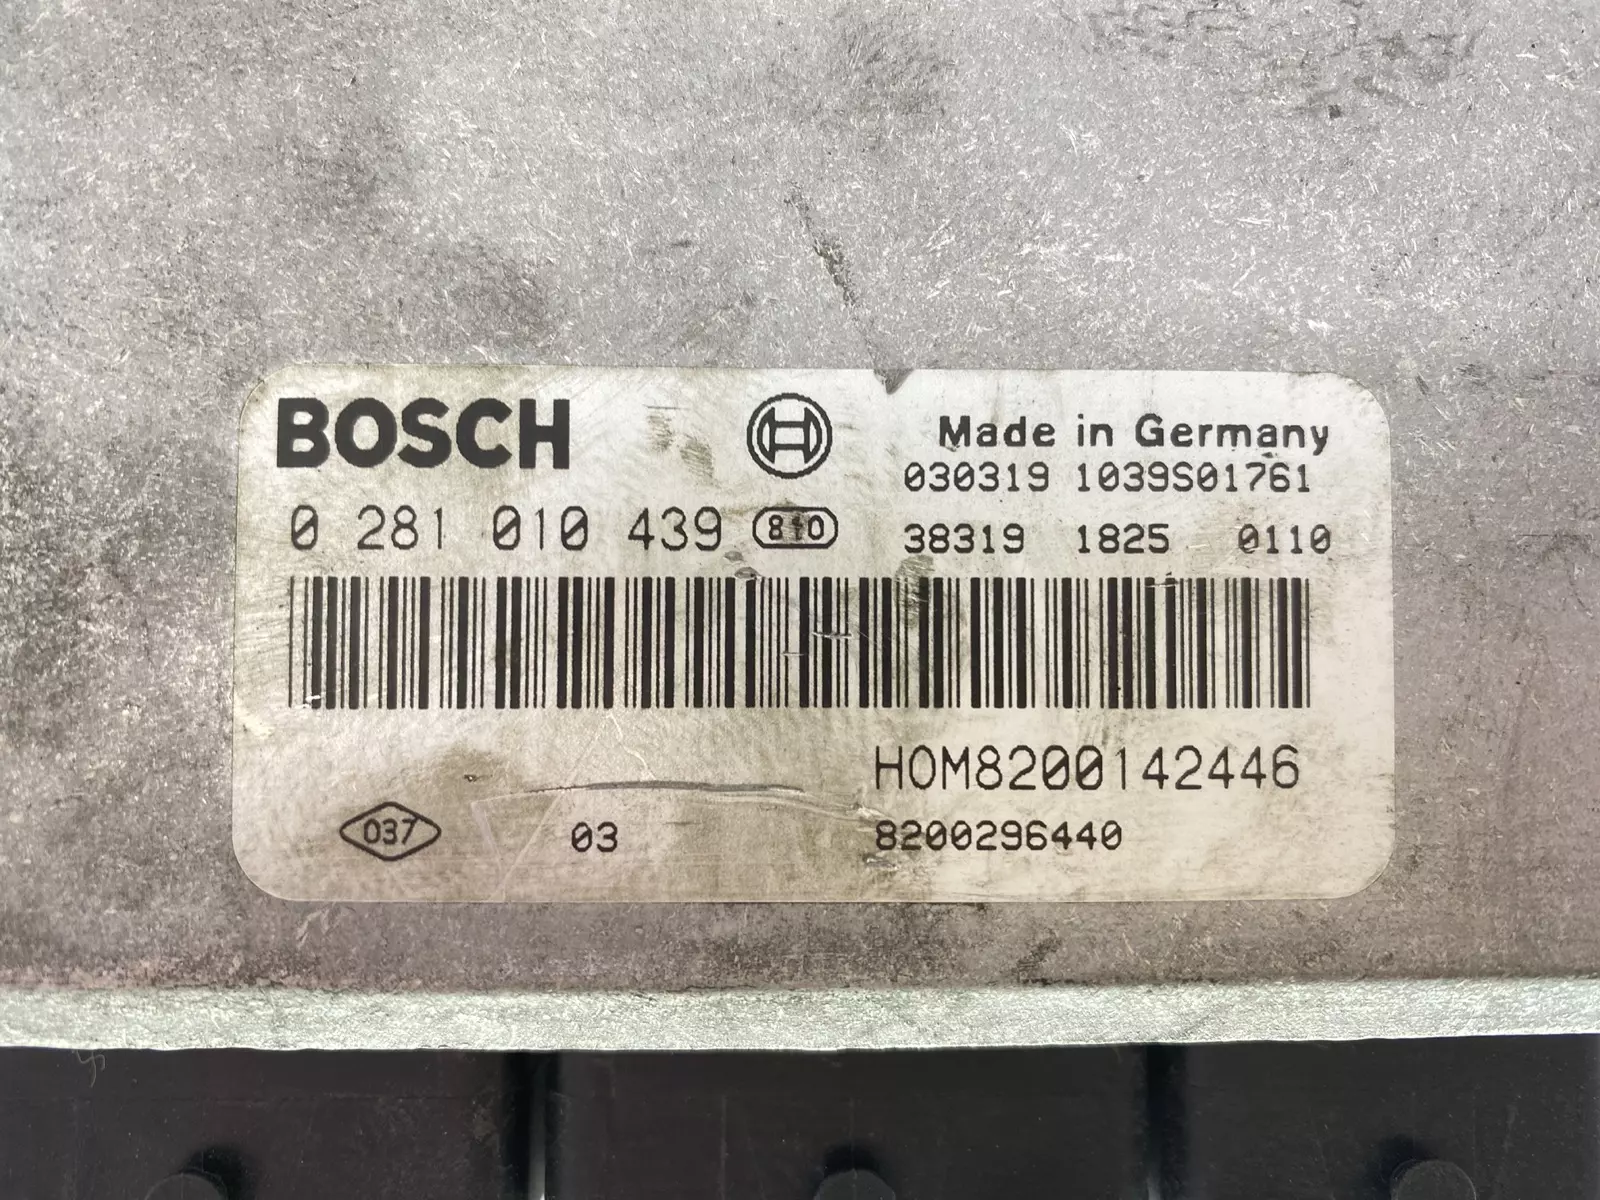 BOSCH
Made in Germany
030319 1039S01761
0 281 010 439 810
38319 1825 0110
HOM8200142446
037 03 8200296440